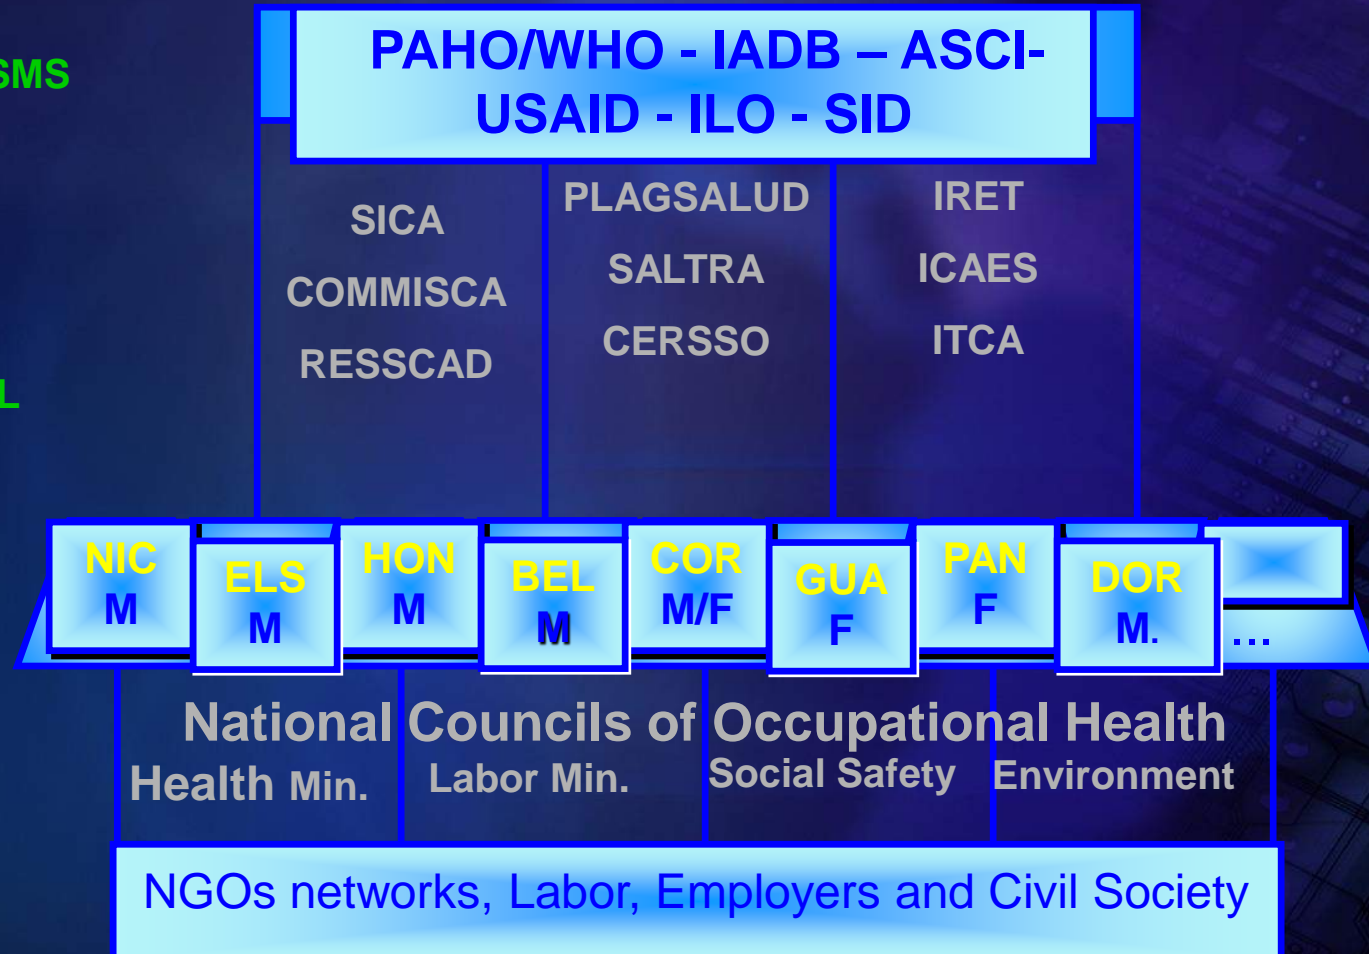 PAHO/WHO - IADB – ASCI-
USAID - ILO - SID
SMS
SICA
COMMISCA
RESSCAD
PLAGSALUD
SALTRA
CERSSO
IRET
ICAES
ITCA
L
NIC
M
ELS
M
HON
M
BEL
M
COR
M/F
GUA
F
PAN
F
DOR
M.
...
National Councils of Occupational Health
Health Min.
Labor Min.
Social Safety
Environment
NGOs networks, Labor, Employers and Civil Society